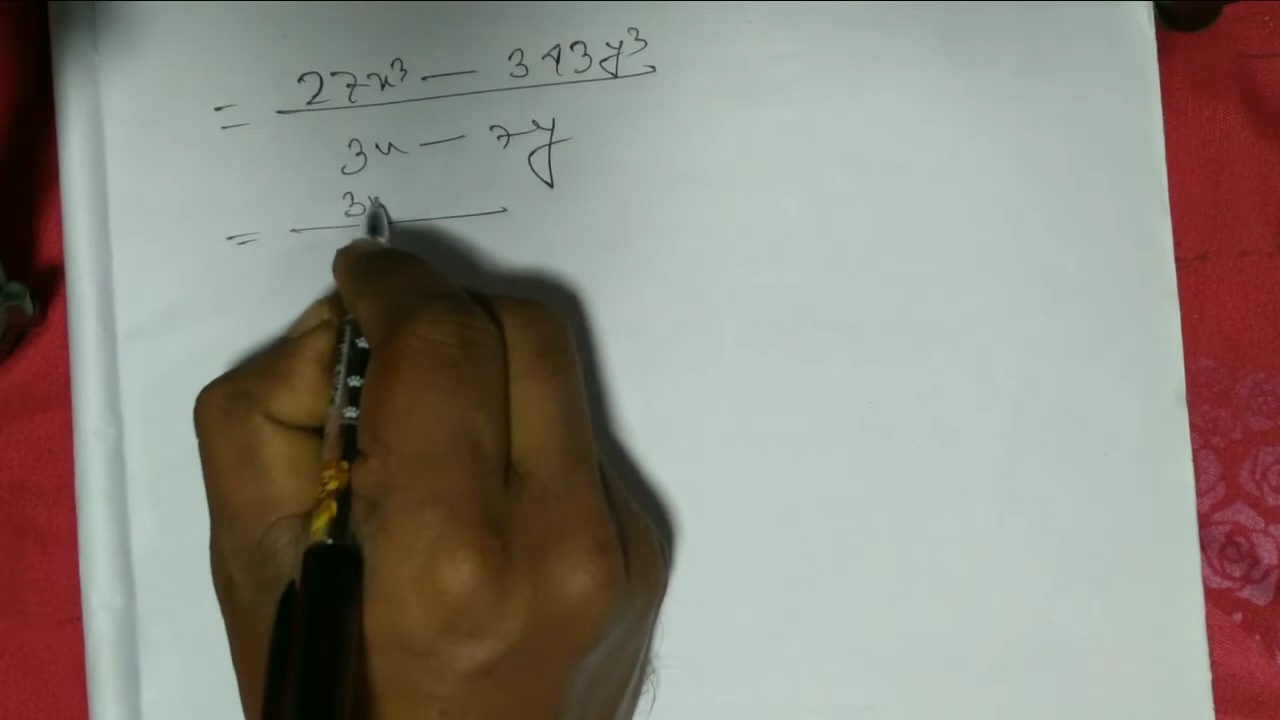 = 27x³ — 343y³
3x — 7y
= 3x